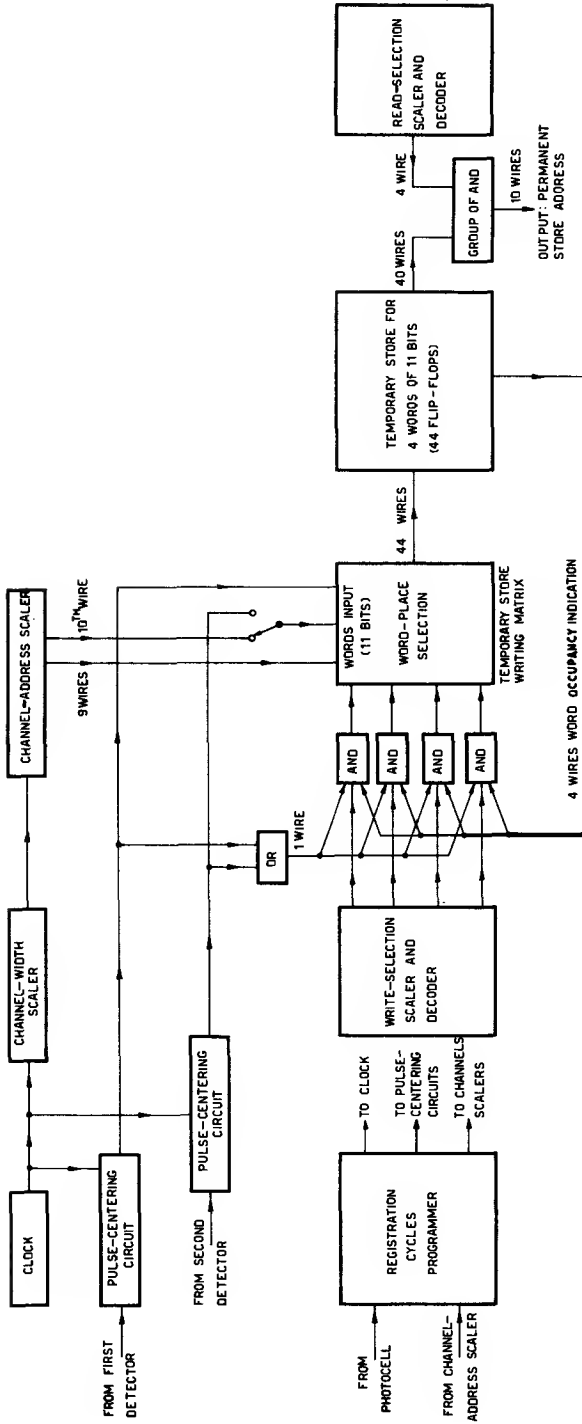 CLOCK
CHANNEL-WIDTH
SCALER
CHANNEL-ADDRESS SCALER
9 WIRES
10TH WIRE
FROM FIRST
DETECTOR
PULSE-CENTERING
CIRCUIT
FROM SECOND
DETECTOR
PULSE-CENTERING
CIRCUIT
OR
1 WIRE
FROM
PHOTOCELL
FROM CHANNEL-
ADDRESS SCALER
REGISTRATION
CYCLES
PROGRAMMER
TO CLOCK
TO PULSE-
CENTERING
CIRCUITS
TO CHANNELS
SCALERS
WRITE-SELECTION
SCALER AND
DECODER
AND
AND
AND
AND
WORDS INPUT
(11 BITS)
WORD-PLACE
SELECTION
TEMPORARY STORE
WRITING MATRIX
44 WIRES
TEMPORARY STORE FOR
4 WORDS OF 11 BITS
(44 FLIP-FLOPS)
40 WIRES
4 WIRE
GROUP OF AND
10 WIRES
OUTPUT: PERMANENT
STORE ADDRESS
READ-SELECTION
SCALER AND
DECODER
4 WIRES WORD OCCUPANCY INDICATION